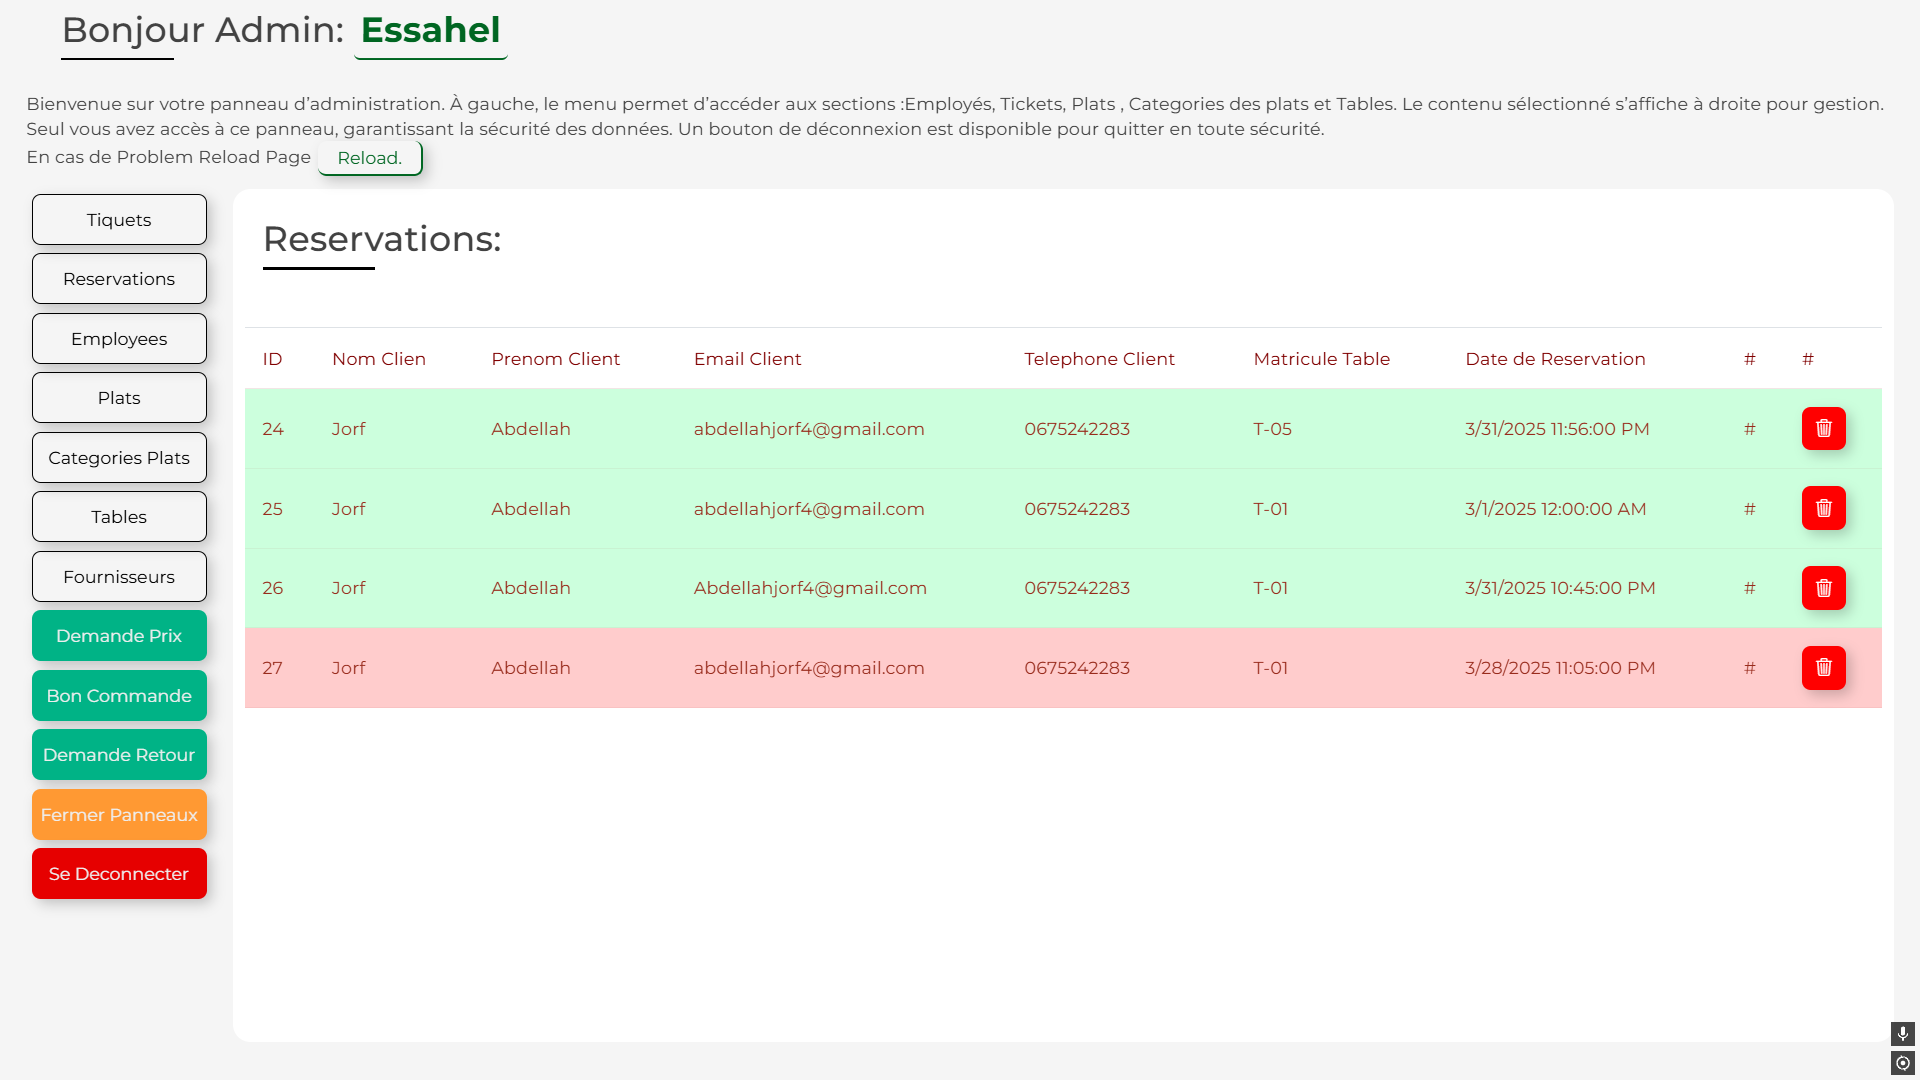 Bonjour Admin: Essahel
Bienvenue sur votre panneau d’administration. À gauche, le menu permet d’accéder aux sections :Employés, Tickets, Plats , Categories des plats et Tables. Le contenu sélectionné s’affiche à droite pour gestion.
Seul vous avez accès à ce panneau, garantissant la sécurité des données. Un bouton de déconnexion est disponible pour quitter en toute sécurité.
En cas de Problem Reload Page Reload.
Tiquets
Reservations
Employees
Plats
Categories Plats
Tables
Fournisseurs
Demande Prix
Bon Commande
Demande Retour
Fermer Panneaux
Se Deconnecter
Reservations:
ID Nom Clien Prenom Client Email Client Telephone Client Matricule Table Date de Reservation # #
24 Jorf Abdellah abdellahjorf4@gmail.com 0675242283 T-05 3/31/2025 11:56:00 PM #
25 Jorf Abdellah abdellahjorf4@gmail.com 0675242283 T-01 3/1/2025 12:00:00 AM #
26 Jorf Abdellah Abdellahjorf4@gmail.com 0675242283 T-01 3/31/2025 10:45:00 PM #
27 Jorf Abdellah abdellahjorf4@gmail.com 0675242283 T-01 3/28/2025 11:05:00 PM #